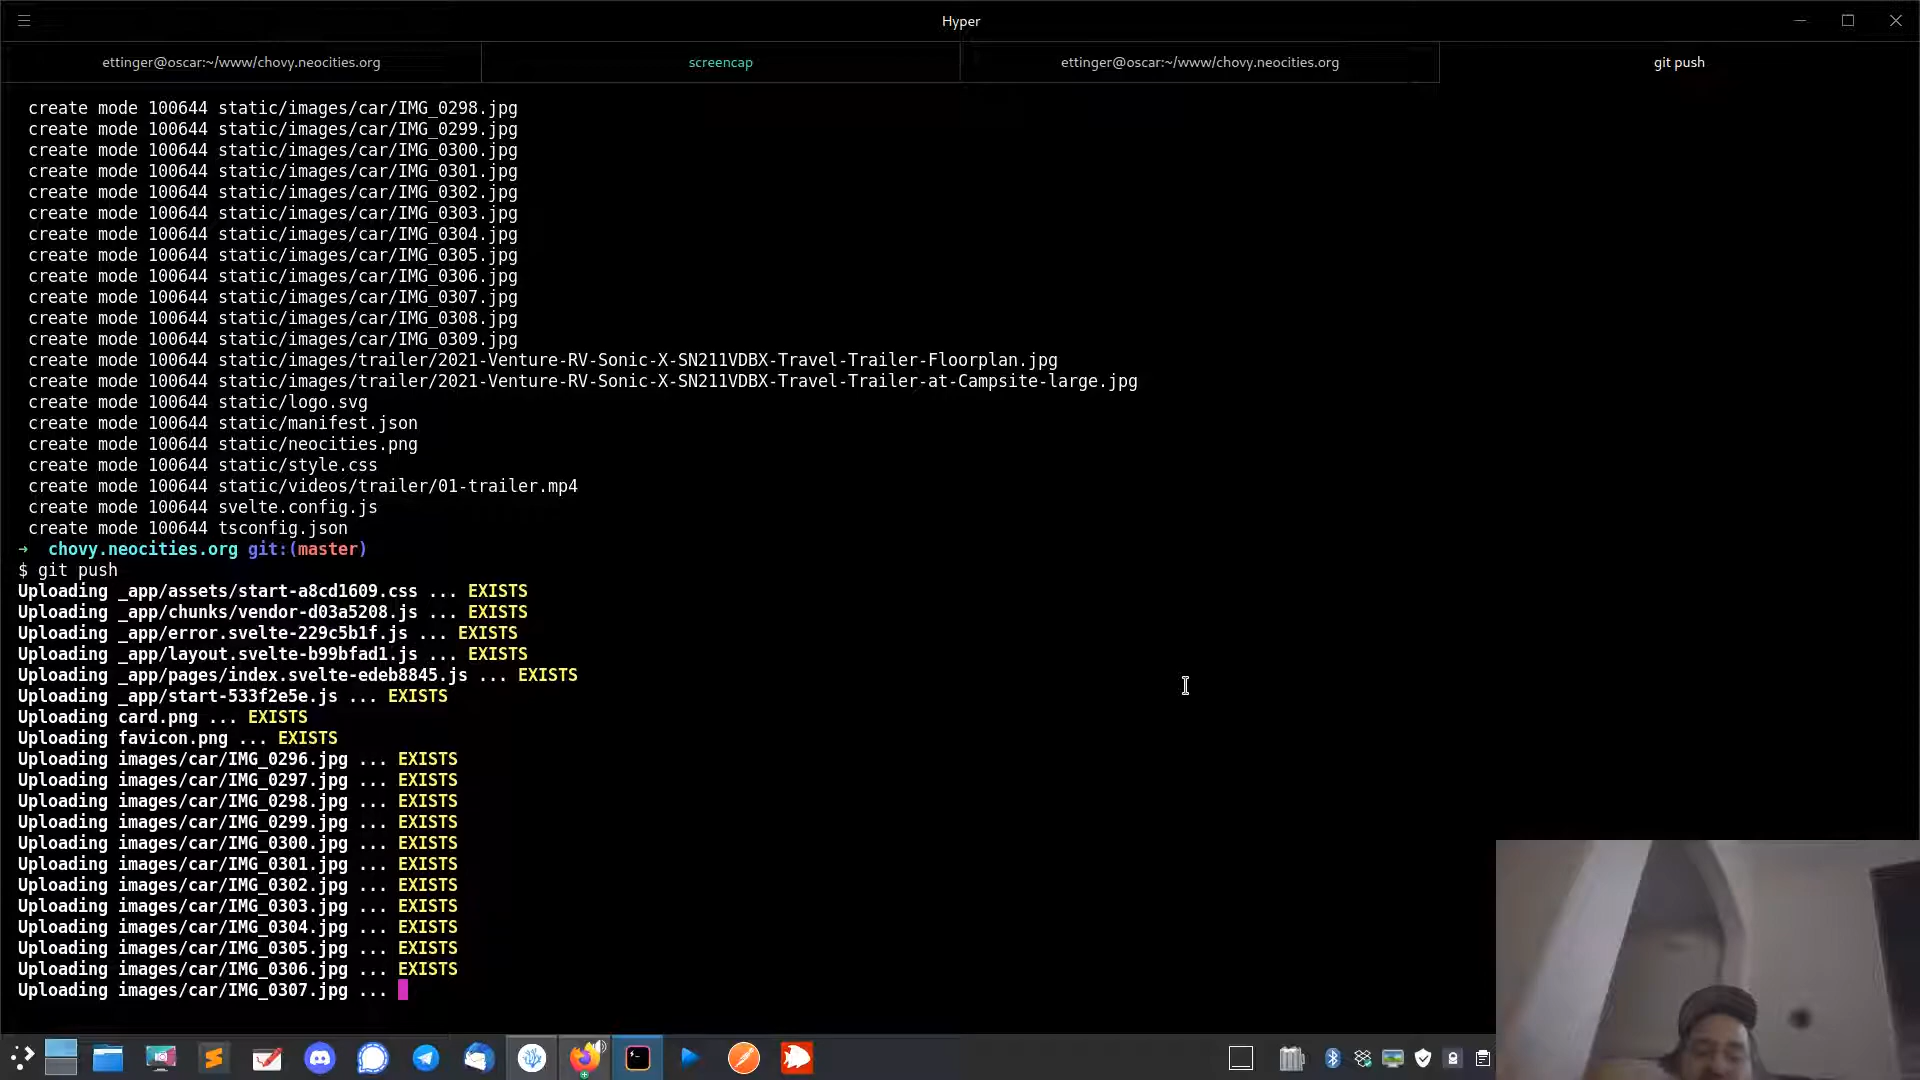 Hyper
ettinger@oscar:~/www/chovy.neocities.org
screencap
ettinger@oscar:~/www/chovy.neocities.org
git push
create mode 100644 static/images/car/IMG_0298.jpg
create mode 100644 static/images/car/IMG_0299.jpg
create mode 100644 static/images/car/IMG_0300.jpg
create mode 100644 static/images/car/IMG_0301.jpg
create mode 100644 static/images/car/IMG_0302.jpg
create mode 100644 static/images/car/IMG_0303.jpg
create mode 100644 static/images/car/IMG_0304.jpg
create mode 100644 static/images/car/IMG_0305.jpg
create mode 100644 static/images/car/IMG_0306.jpg
create mode 100644 static/images/car/IMG_0307.jpg
create mode 100644 static/images/car/IMG_0308.jpg
create mode 100644 static/images/car/IMG_0309.jpg
create mode 100644 static/images/trailer/2021-Venture-RV-Sonic-X-SN211VDBX-Travel-Trailer-Floorplan.jpg
create mode 100644 static/images/trailer/2021-Venture-RV-Sonic-X-SN211VDBX-Travel-Trailer-at-Campsite-large.jpg
create mode 100644 static/logo.svg
create mode 100644 static/manifest.json
create mode 100644 static/neocities.png
create mode 100644 static/style.css
create mode 100644 static/videos/trailer/01-trailer.mp4
create mode 100644 svelte.config.js
create mode 100644 tsconfig.json
→ chovy.neocities.org git:(master)
$ git push
Uploading _app/assets/start-a8cd1609.css ... EXISTS
Uploading _app/chunks/vendor-d03a5208.js ... EXISTS
Uploading _app/error.svelte-229c5b1f.js ... EXISTS
Uploading _app/layout.svelte-b99bfad1.js ... EXISTS
Uploading _app/pages/index.svelte-edeb8845.js ... EXISTS
Uploading _app/start-533f2e5e.js ... EXISTS
Uploading card.png ... EXISTS
Uploading favicon.png ... EXISTS
Uploading images/car/IMG_0296.jpg ... EXISTS
Uploading images/car/IMG_0297.jpg ... EXISTS
Uploading images/car/IMG_0298.jpg ... EXISTS
Uploading images/car/IMG_0299.jpg ... EXISTS
Uploading images/car/IMG_0300.jpg ... EXISTS
Uploading images/car/IMG_0301.jpg ... EXISTS
Uploading images/car/IMG_0302.jpg ... EXISTS
Uploading images/car/IMG_0303.jpg ... EXISTS
Uploading images/car/IMG_0304.jpg ... EXISTS
Uploading images/car/IMG_0305.jpg ... EXISTS
Uploading images/car/IMG_0306.jpg ... EXISTS
Uploading images/car/IMG_0307.jpg ...